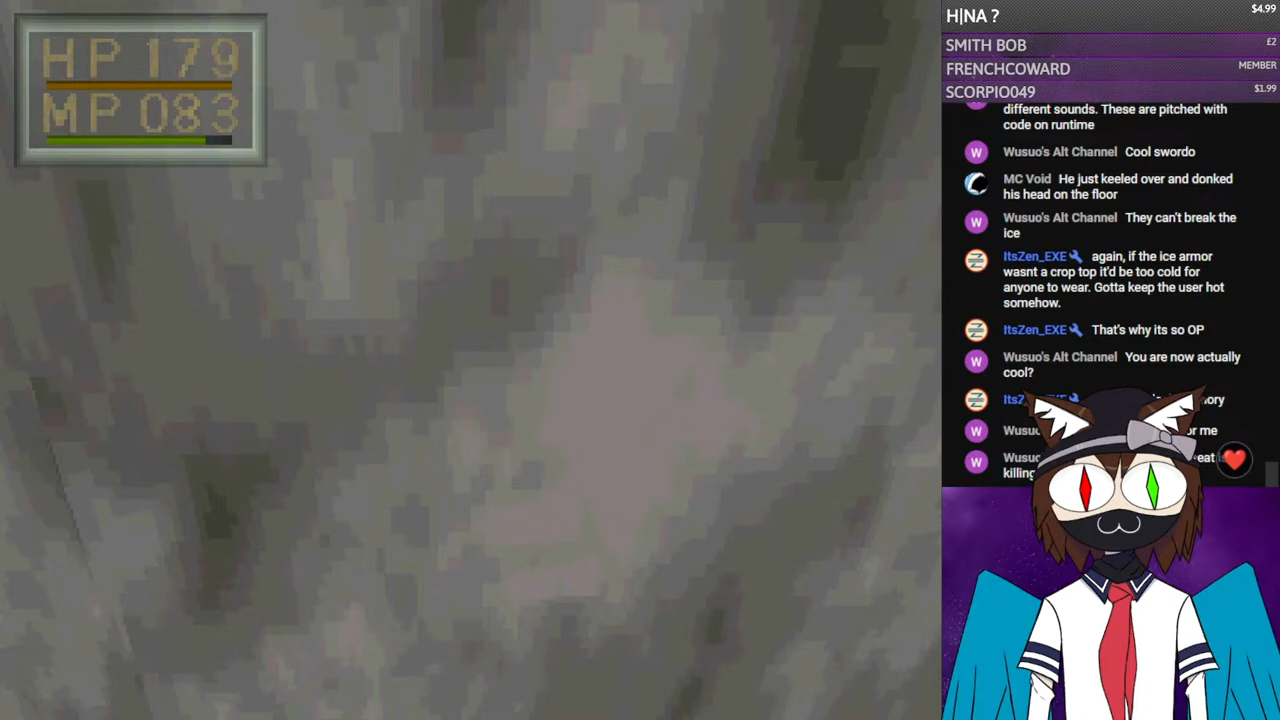 HP 179
MP 083
H|NA ?
$4.99
SMITH BOB
£2
FRENCHCOWARD
MEMBER
SCORPIO049
$1.99
different sounds. These are pitched with
code on runtime
W Wusuo's Alt Channel Cool swordo
MC Void He just keeled over and donked
his head on the floor
W Wusuo's Alt Channel They can't break the
ice
ItsZen_EXE again, if the ice armor
wasnt a crop top it'd be too cold for
anyone to wear. Gotta keep the user hot
somehow.
ItsZen_EXE That's why its so OP
W Wusuo's Alt Channel You are now actually
cool?
W
W
killing